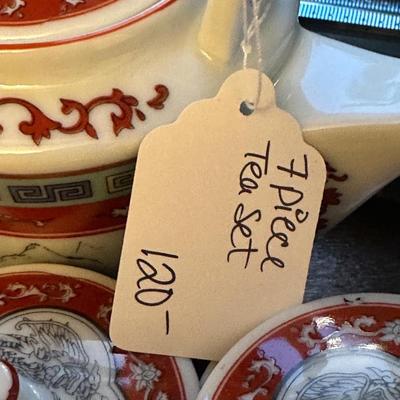 7 piece
Tea Set
120-